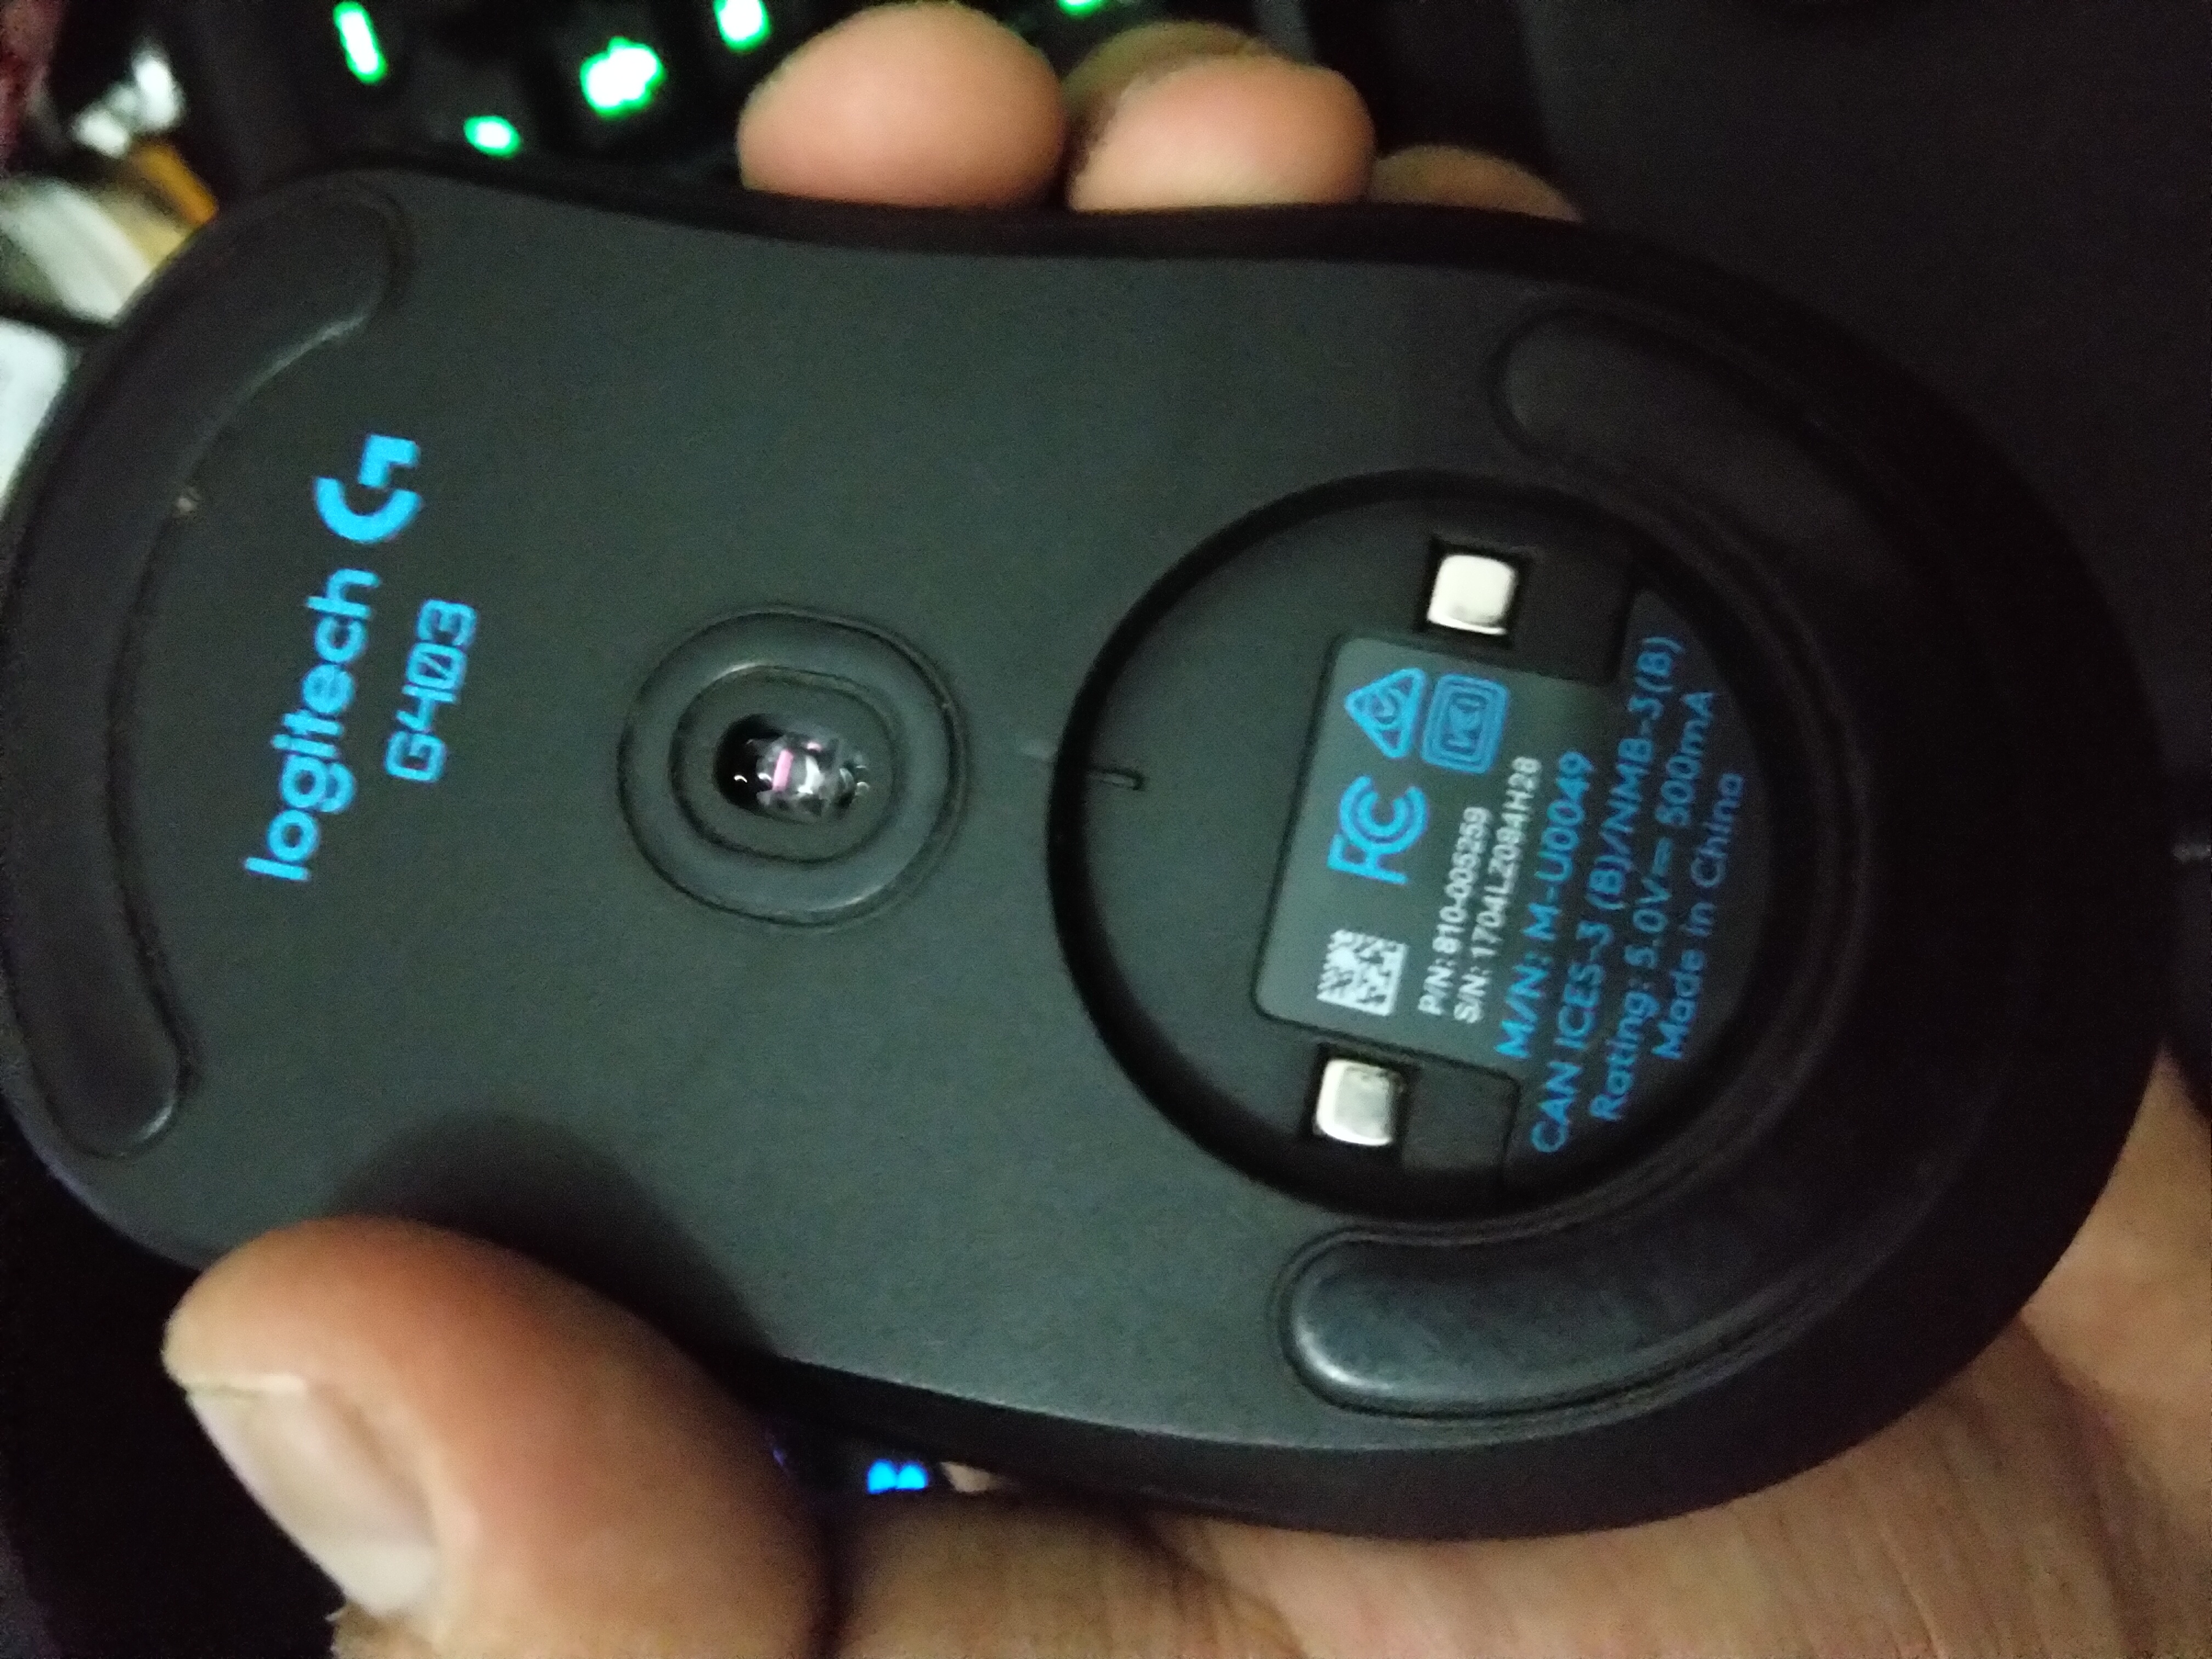 logitech G
G403
FC
P/N: 810-005259
S/N: 1704LZ084H28
M/N: M-U0049
CAN ICES-3 (B)/NMB-3(B)
Rating: 5.0V⎓ 500mA
Made in China